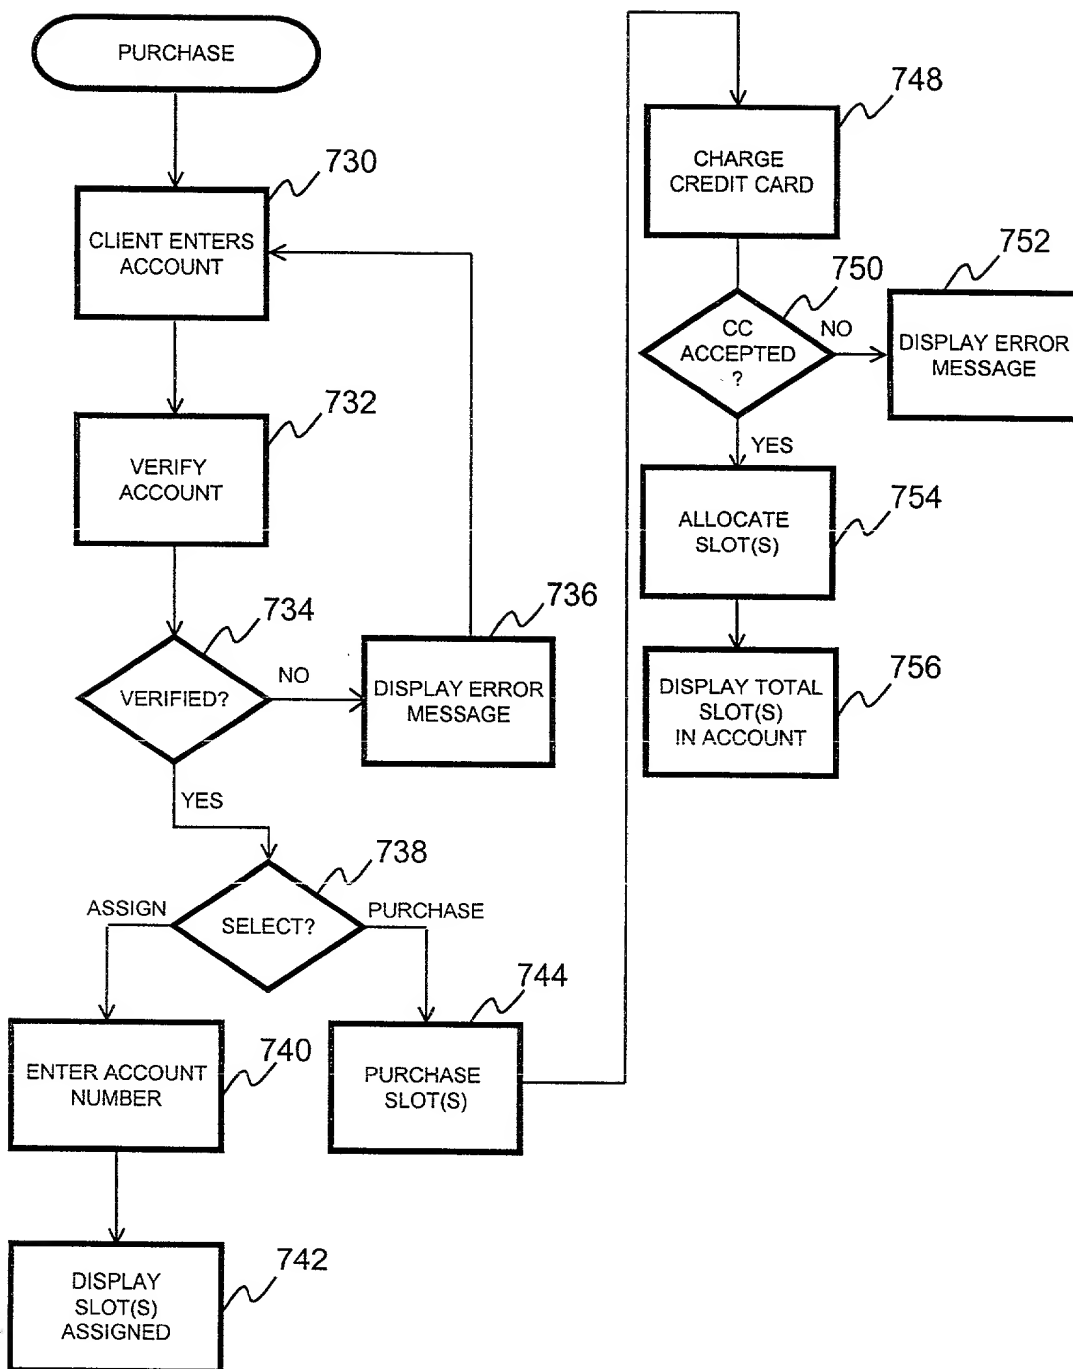 PURCHASE
730
CLIENT ENTERS
ACCOUNT
732
VERIFY
ACCOUNT
734
VERIFIED?
NO
736
DISPLAY ERROR
MESSAGE
YES
738
SELECT?
ASSIGN
PURCHASE
740
ENTER ACCOUNT
NUMBER
742
DISPLAY
SLOT(S)
ASSIGNED
744
PURCHASE
SLOT(S)
748
CHARGE
CREDIT CARD
750
CC
ACCEPTED
?
NO
752
DISPLAY ERROR
MESSAGE
YES
754
ALLOCATE
SLOT(S)
756
DISPLAY TOTAL
SLOT(S)
IN ACCOUNT